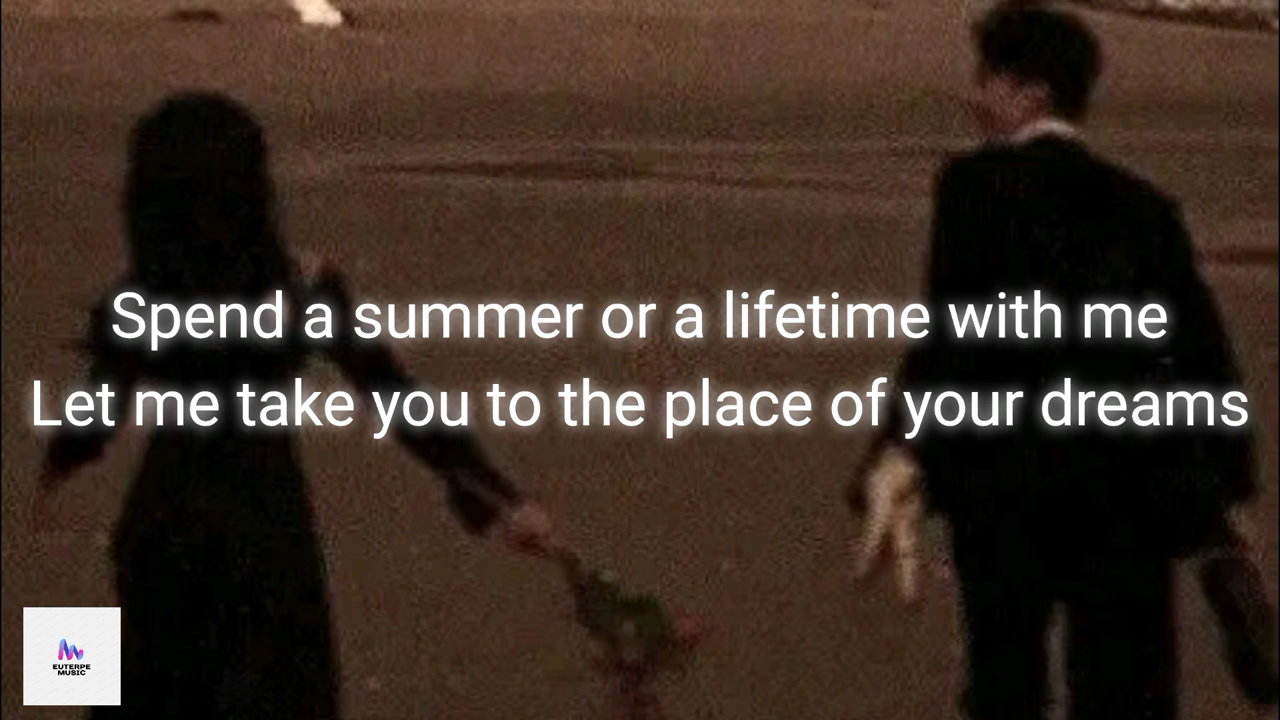 Spend a summer or a lifetime with me
Let me take you to the place of your dreams
EUTERPE
MUSIC